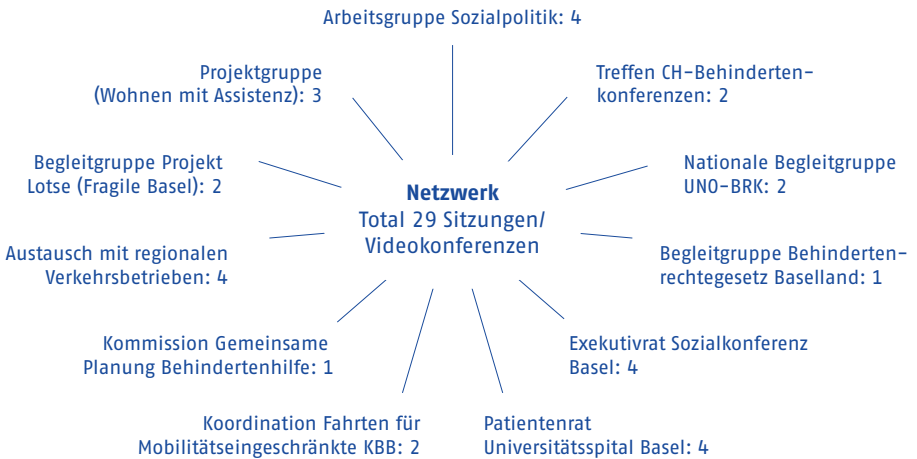 Arbeitsgruppe Sozialpolitik: 4
Projektgruppe
(Wohnen mit Assistenz): 3
Treffen CH-Behinderten-
konferenzen: 2
Begleitgruppe Projekt
Lotse (Fragile Basel): 2
Nationale Begleitgruppe
UNO-BRK: 2
Netzwerk
Total 29 Sitzungen/
Videokonferenzen
Austausch mit regionalen
Verkehrsbetrieben: 4
Begleitgruppe Behinderten-
rechtegesetz Baselland: 1
Kommission Gemeinsame
Planung Behindertenhilfe: 1
Exekutivrat Sozialkonferenz
Basel: 4
Koordination Fahrten für
Mobilitätseingeschränkte KBB: 2
Patientenrat
Universitätsspital Basel: 4